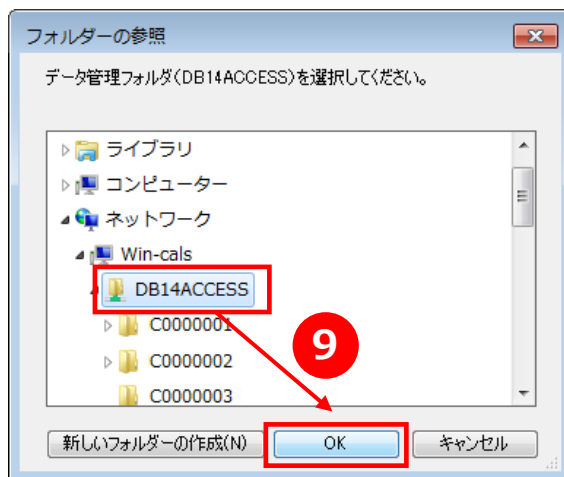 フォルダーの参照
データ管理フォルダ(DB14ACCESS)を選択してください。
ライブラリ
コンピューター
ネットワーク
Win-cals
DB14ACCESS
C0000001
9
C0000002
C0000003
新しいフォルダーの作成(N)
OK
キャンセル